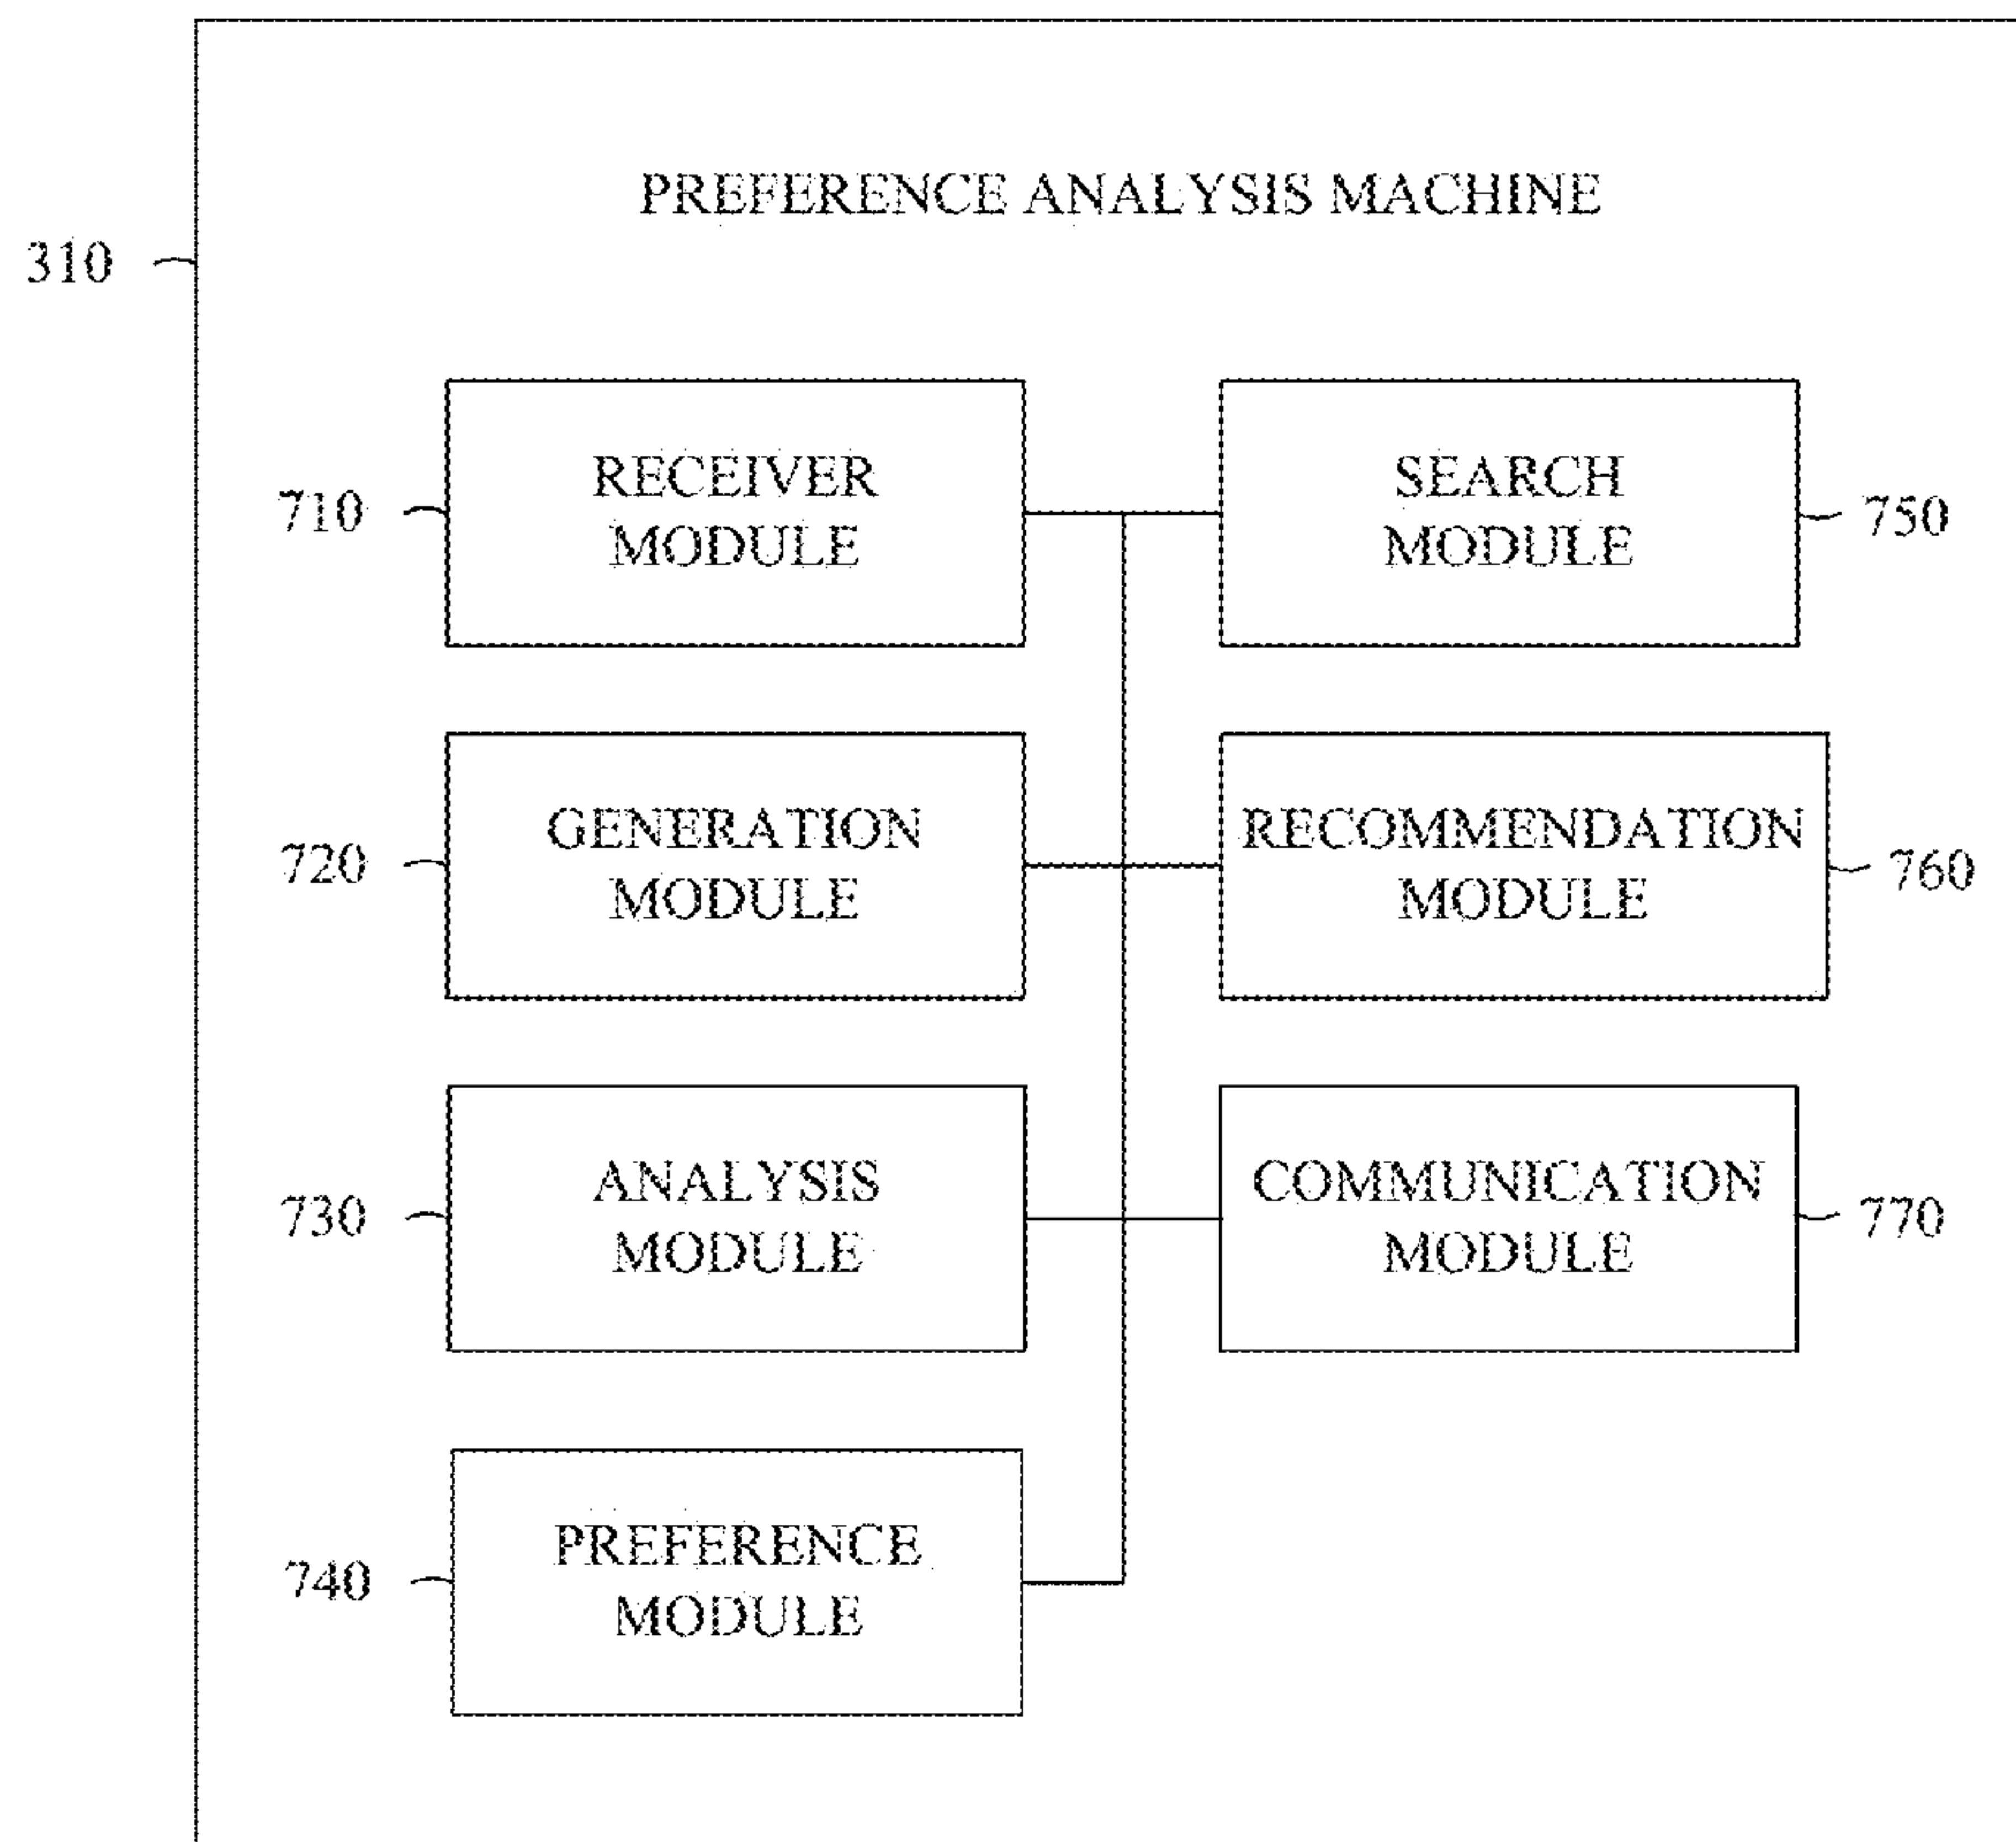 PREFERENCE ANALYSIS MACHINE
310
RECEIVER
MODULE
710
SEARCH
MODULE
750
GENERATION
MODULE
720
RECOMMENDATION
MODULE
760
ANALYSIS
MODULE
730
COMMUNICATION
MODULE
770
PREFERENCE
MODULE
740